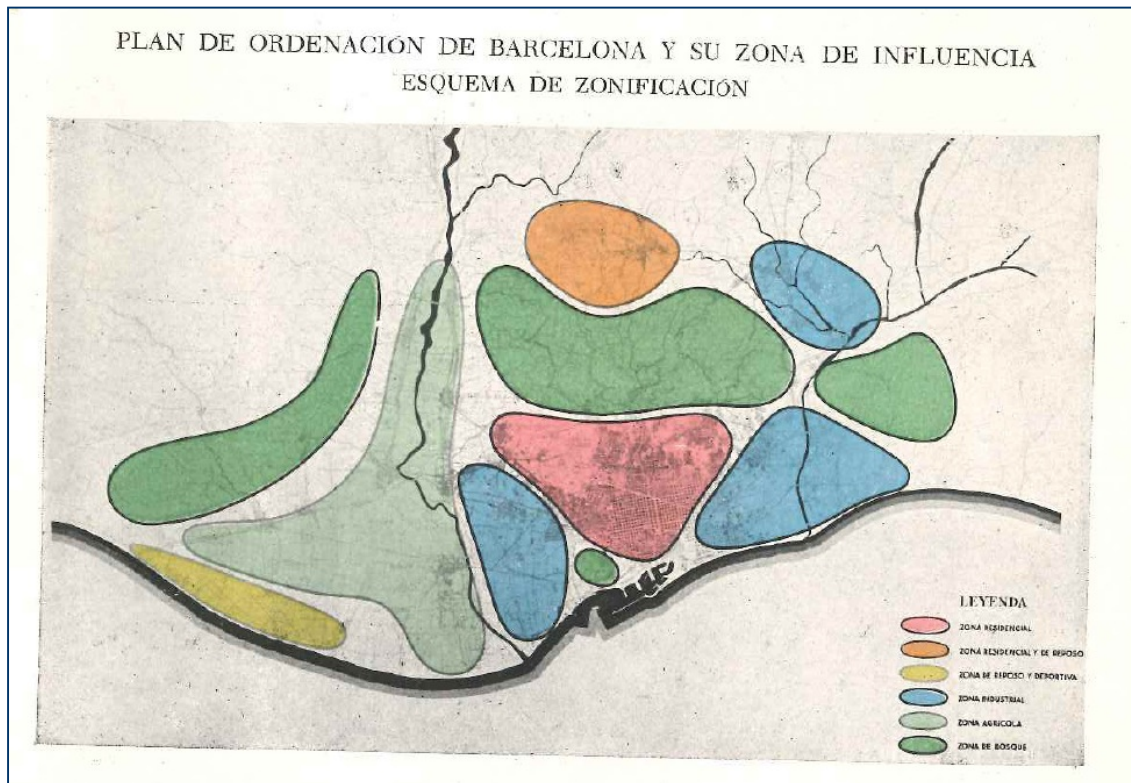 PLAN DE ORDENACIÓN DE BARCELONA Y SU ZONA DE INFLUENCIA
ESQUEMA DE ZONIFICACIÓN
LEYENDA
ZONA RESIDENCIAL
ZONA RESIDENCIAL Y DE REPOSO
ZONA DE REPOSO Y DEPORTIVA
ZONA INDUSTRIAL
ZONA AGRICOLA
ZONA DE BOSQUE